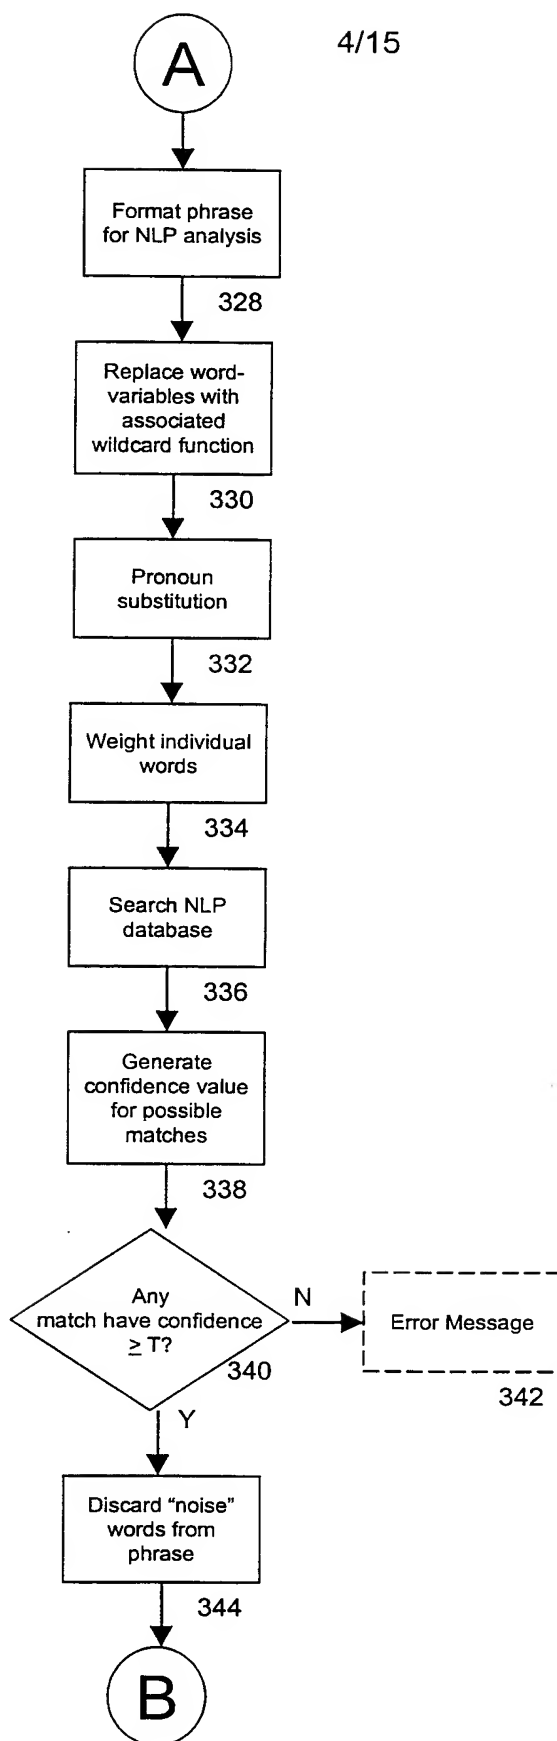 4/15
A
Format phrase
for NLP analysis
328
Replace word-
variables with
associated
wildcard function
330
Pronoun
substitution
332
Weight individual
words
334
Search NLP
database
336
Generate
confidence value
for possible
matches
338
Any
match have confidence
≥ T?
340
N
Error Message
342
Y
Discard “noise”
words from
phrase
344
B